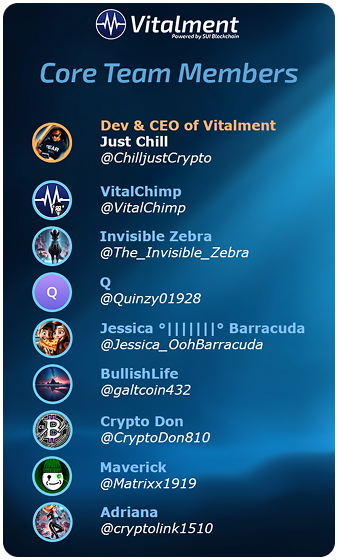 Vitalment
Powered by SUI Blockchain
Core Team Members
Dev & CEO of Vitalment
Just Chill
@ChilljustCrypto
VitalChimp
@VitalChimp
Invisible Zebra
@The_Invisible_Zebra
Q
Q
@Quinzy01928
Jessica °|||||||° Barracuda
@Jessica_OohBarracuda
BullishLife
@galtcoin432
Crypto Don
@CryptoDon810
Maverick
@Matrixx1919
Adriana
@cryptolink1510